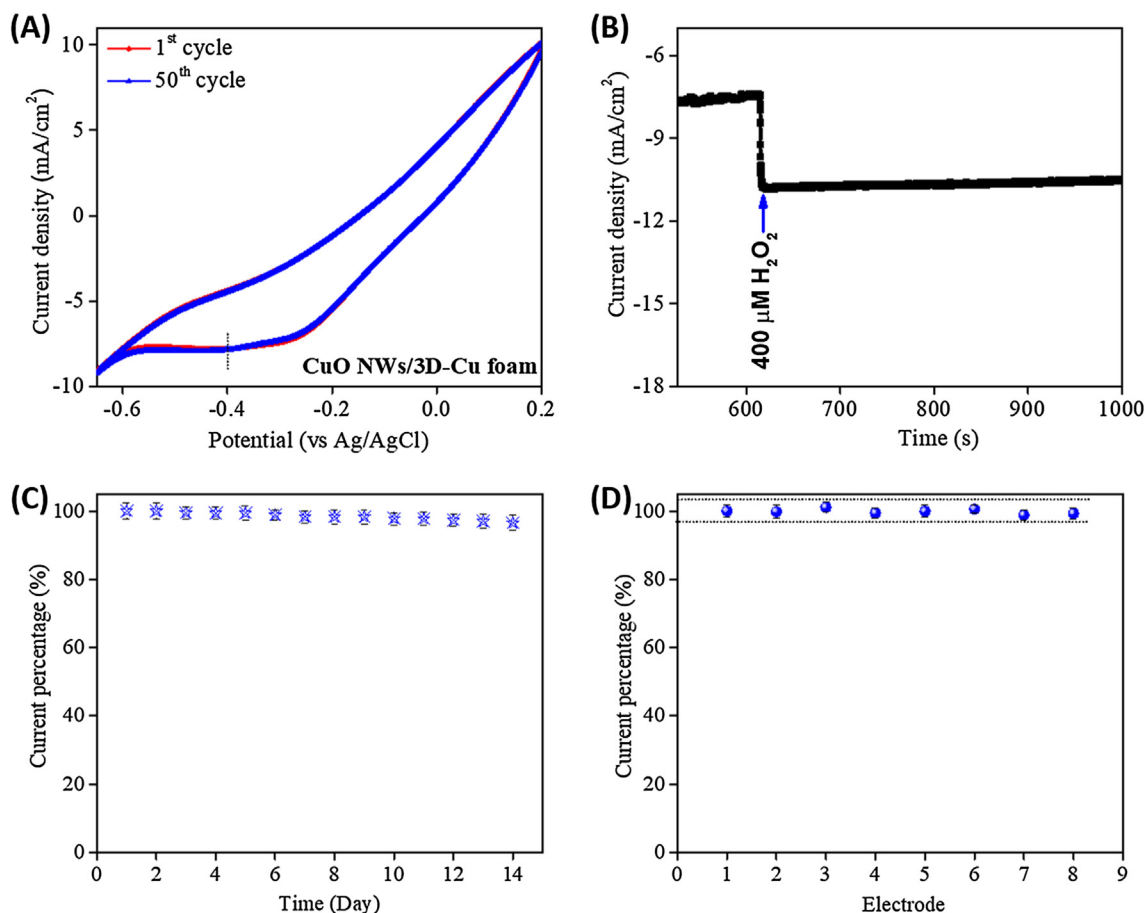 (A)
1st cycle
50th cycle
CuO NWs/3D-Cu foam
Current density (mA/cm2)
10
5
0
-5
-10
-0.6 -0.4 -0.2 0.0 0.2
Potential (vs Ag/AgCl)
(B)
Current density (mA/cm2)
-6
-9
-12
-15
-18
400 μM H2O2
600 700 800 900 1000
Time (s)
(C)
Current percentage (%)
100
80
60
40
20
0
0 2 4 6 8 10 12 14
Time (Day)
(D)
Current percentage (%)
100
80
60
40
20
0
0 1 2 3 4 5 6 7 8 9
Electrode